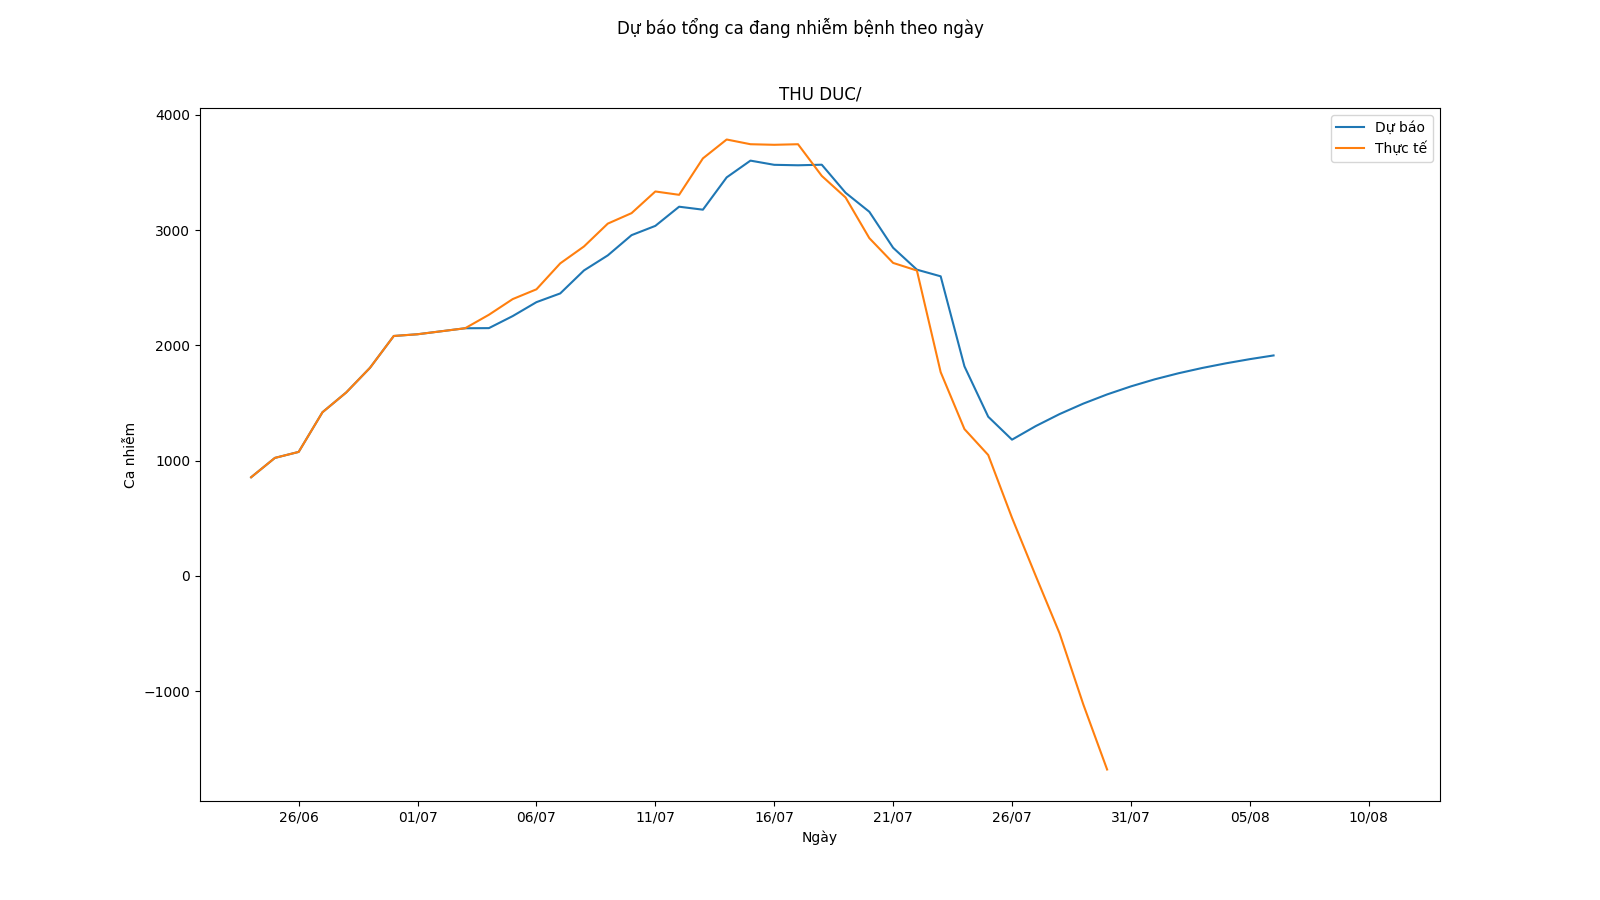 Dự báo tổng ca đang nhiễm bệnh theo ngày
THU DUC/
Dự báo
Thực tế
4000
3000
2000
1000
0
−1000
Ca nhiễm
26/06 01/07 06/07 11/07 16/07 21/07 26/07 31/07 05/08 10/08
Ngày